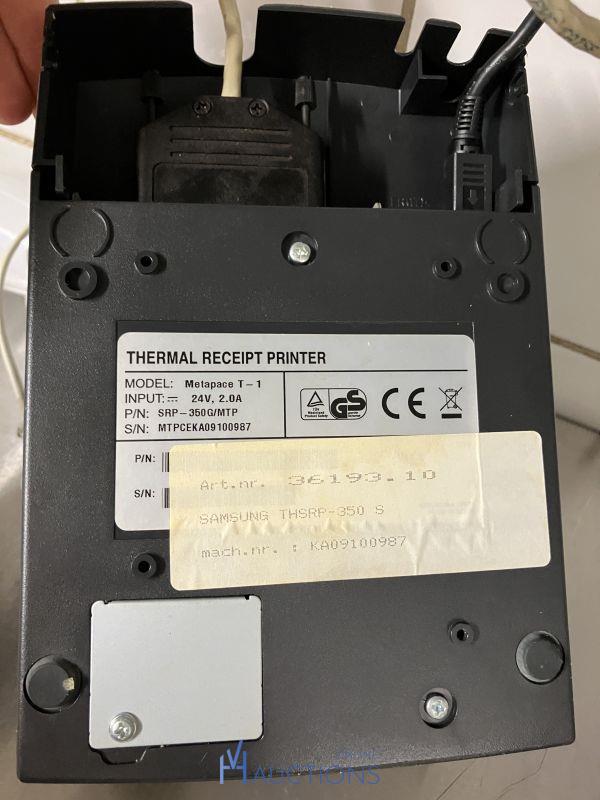 THERMAL RECEIPT PRINTER
MODEL: Metapace T-1
INPUT: ⎓ 24V, 2.0A
P/N: SRP-350G/MTP
S/N: MTPCEKA09100987
GS
CE
P/N:
S/N:
Art.nr. 36193.10
SAMSUNG THSRP-350 S
mach.nr. : KA09100987
AUCTIONS